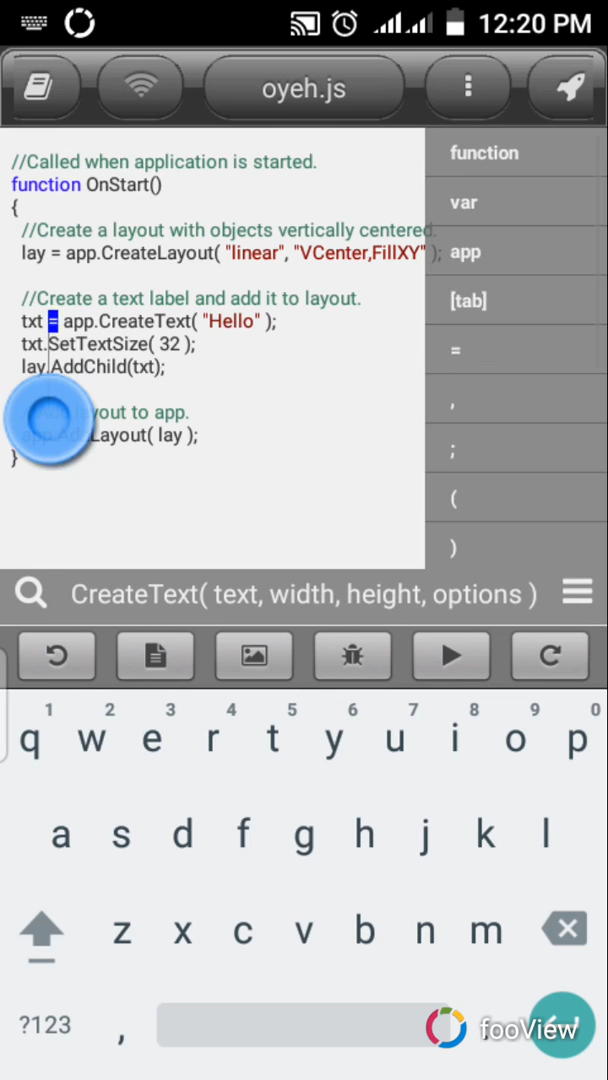 12:20 PM
oyeh.js
//Called when application is started.
function OnStart()
{
//Create a layout with objects vertically centered.
lay = app.CreateLayout( "linear", "VCenter,FillXY" );
//Create a text label and add it to layout.
txt = app.CreateText( "Hello" );
txt.SetTextSize( 32 );
lay.AddChild(txt);
layout to app.
app.AddLayout( lay );
}
function
var
app
[tab]
=
,
;
(
)
CreateText( text, width, height, options )
1 2 3 4 5 6 7 8 9 0
q w e r t y u i o p
a s d f g h j k l
z x c v b n m
?123 ,
fooView